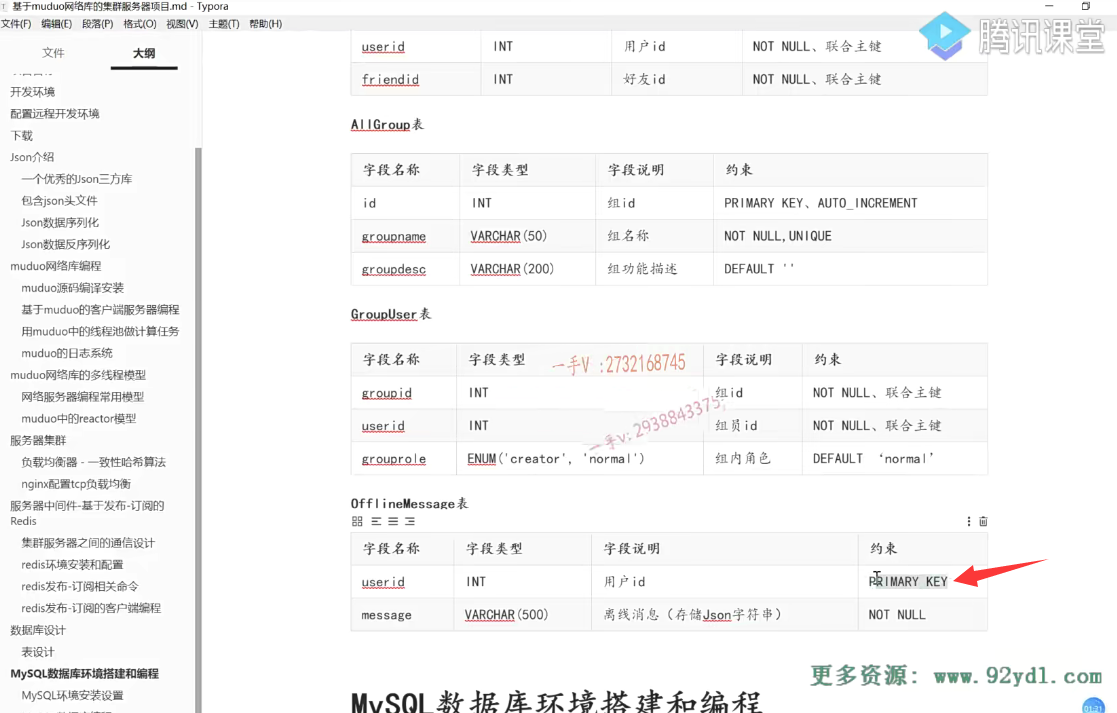 基于muduo网络库的集群服务器项目.md - Typora
文件(F) 编辑(E) 段落(P) 格式(O) 视图(V) 主题(T) 帮助(H)
腾讯课堂
文件 大纲
开发环境
配置远程开发环境
下载
Json介绍
一个优秀的Json三方库
包含json头文件
Json数据序列化
Json数据反序列化
muduo网络库编程
muduo源码编译安装
基于muduo的客户端服务器编程
用muduo中的线程池做计算任务
muduo的日志系统
muduo网络库的多线程模型
网络服务器编程常用模型
muduo中的reactor模型
服务器集群
负载均衡器 - 一致性哈希算法
nginx配置tcp负载均衡
服务器中间件-基于发布-订阅的
Redis
集群服务器之间的通信设计
redis环境安装和配置
redis发布-订阅相关命令
redis发布-订阅的客户端编程
数据库设计
表设计
MySQL数据库环境搭建和编程
MySQL环境安装设置
userid INT 用户id NOT NULL、联合主键
friendid INT 好友id NOT NULL、联合主键
AllGroup表
字段名称 字段类型 字段说明 约束
id INT 组id PRIMARY KEY、AUTO_INCREMENT
groupname VARCHAR(50) 组名称 NOT NULL,UNIQUE
groupdesc VARCHAR(200) 组功能描述 DEFAULT ''
GroupUser表
字段名称 字段类型 字段说明 约束
一手V :2732168745
groupid INT 组id NOT NULL、联合主键
userid INT 组员id NOT NULL、联合主键
一手v:2938843375;
grouprole ENUM('creator', 'normal') 组内角色 DEFAULT ‘normal’
OfflineMessage表
字段名称 字段类型 字段说明 约束
userid INT 用户id PRIMARY KEY
message VARCHAR(500) 离线消息（存储Json字符串） NOT NULL
更多资源: www.92ydl.com
MySQL数据库环境搭建和编程
01:31